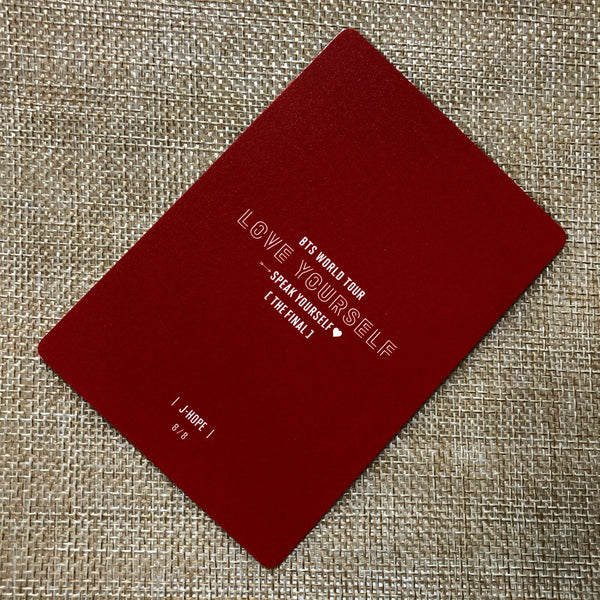 BTS WORLD TOUR
LOVE YOURSELF
SPEAK YOURSELF♥
[ THE FINAL ]
| J-HOPE |
8/8